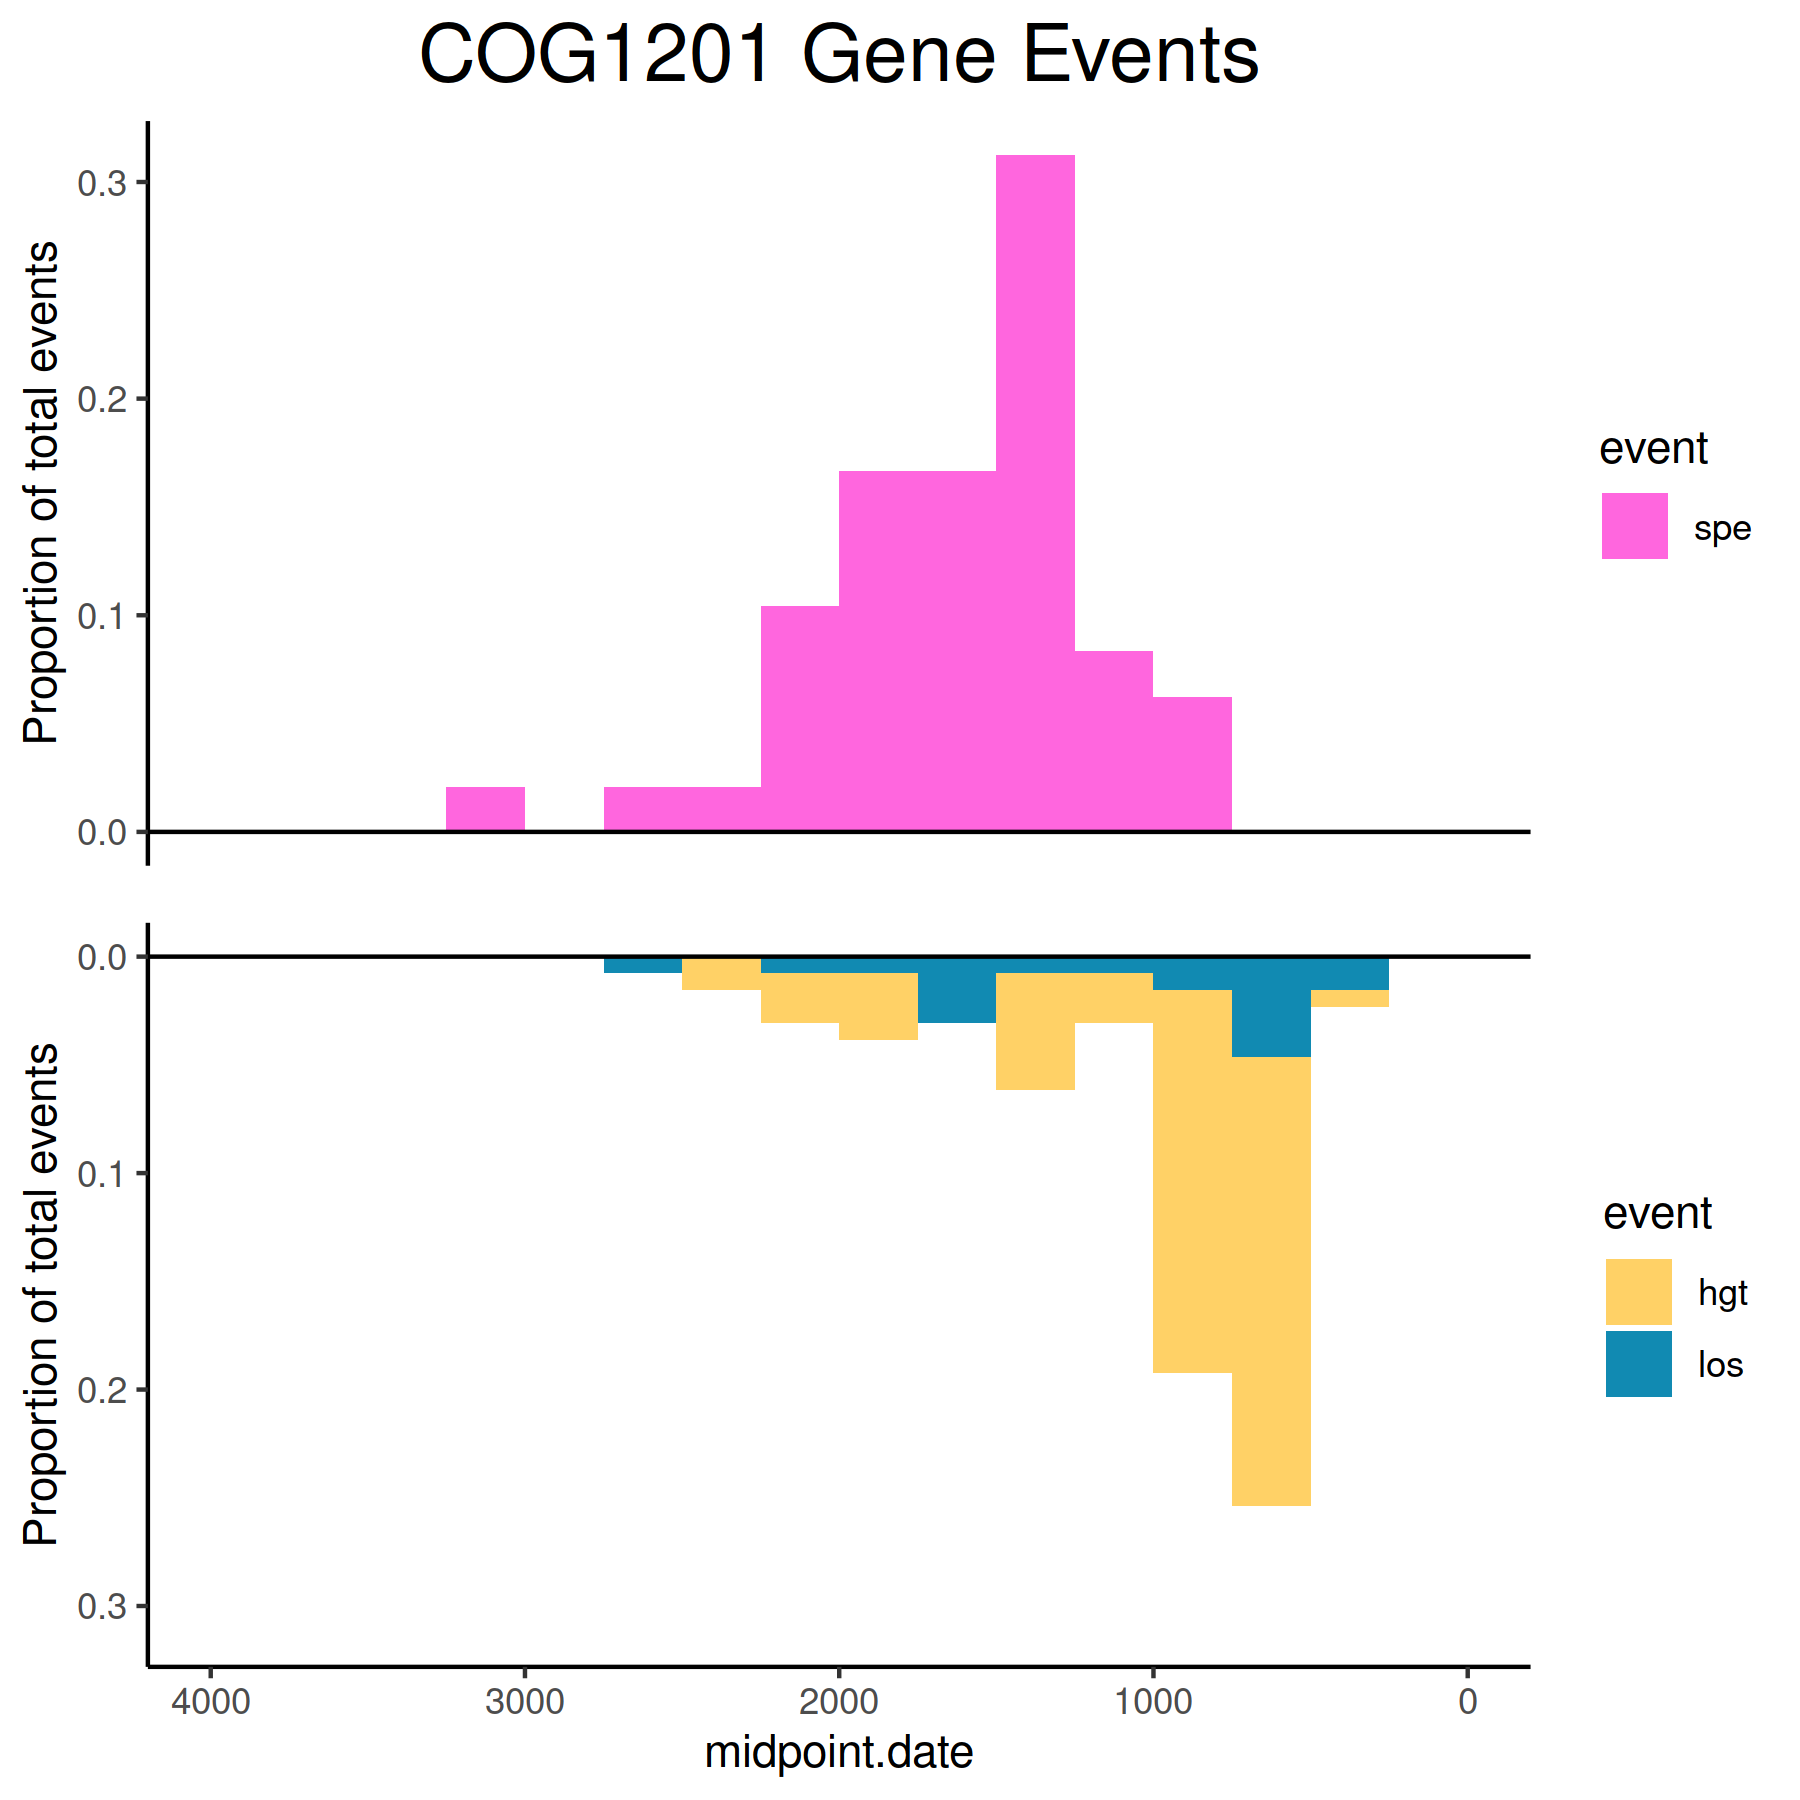 COG1201 Gene Events
Proportion of total events
0.3
0.2
0.1
0.0
event
spe
Proportion of total events
0.0
0.1
0.2
0.3
event
hgt
los
4000 3000 2000 1000 0
midpoint.date